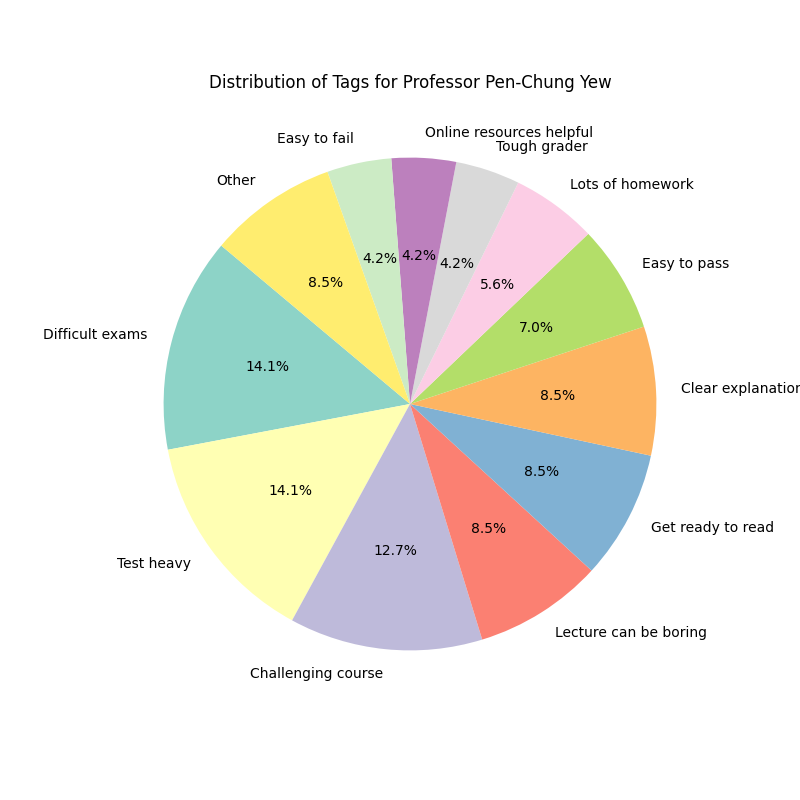 Distribution of Tags for Professor Pen-Chung Yew
Online resources helpful
Easy to fail
Tough grader
Other
Lots of homework
4.2%
4.2%
4.2%
Easy to pass
8.5%
5.6%
7.0%
Difficult exams
14.1%
Clear explanation
8.5%
8.5%
14.1%
Get ready to read
8.5%
12.7%
Test heavy
Lecture can be boring
Challenging course